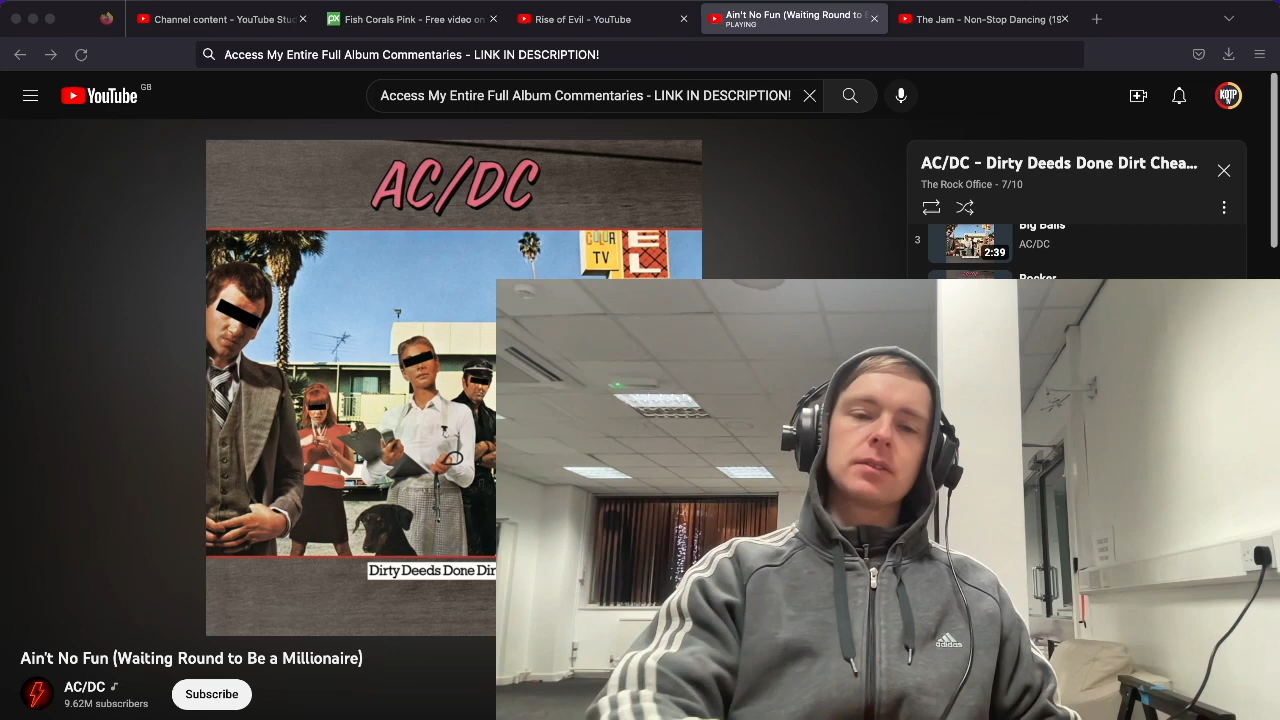 Channel content - YouTube Stu
Fish Corals Pink - Free video on
Rise of Evil - YouTube
Ain't No Fun (Waiting Round to B
PLAYING
The Jam - Non-Stop Dancing (19
Access My Entire Full Album Commentaries - LINK IN DESCRIPTION!
YouTube
GB
Access My Entire Full Album Commentaries - LINK IN DESCRIPTION!
KOTP
IN
AC/DC
COLOR
TV
EL
Dirty Deeds Done Dir
AC/DC - Dirty Deeds Done Dirt Chea...
The Rock Office - 7/10
3
Big Balls
AC/DC
2:39
Rocker
adidas
Ain't No Fun (Waiting Round to Be a Millionaire)
AC/DC
9.62M subscribers
Subscribe